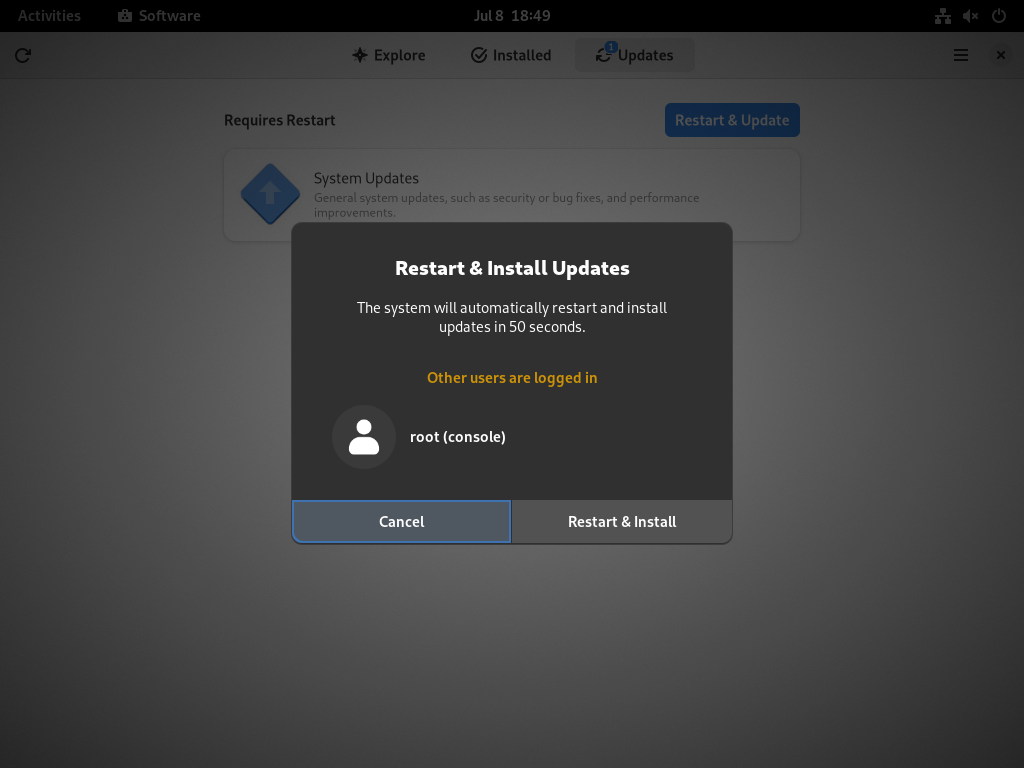 Activities Software Jul 8 18:49
Explore Installed 1 Updates
Requires Restart Restart & Update
System Updates
General system updates, such as security or bug fixes, and performance
improvements.
Restart & Install Updates
The system will automatically restart and install
updates in 50 seconds.
Other users are logged in
root (console)
Cancel Restart & Install